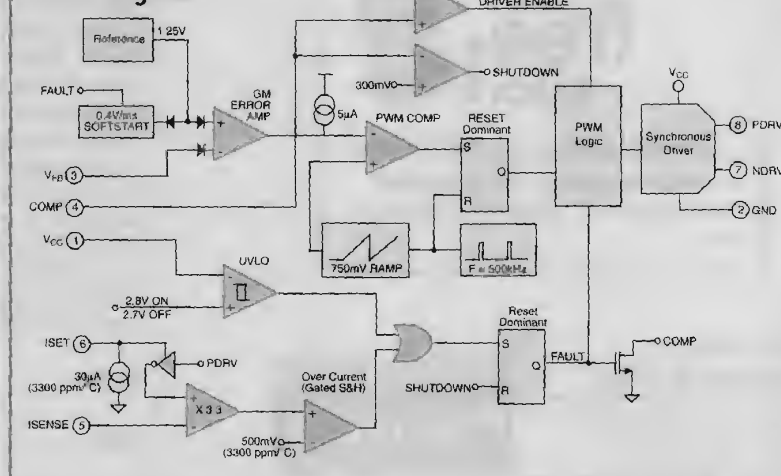 DRIVER ENABLE
Reference
1.25V
SHUTDOWN
300mV
FAULT
0.4V/ms
SOFTSTART
GM
ERROR
AMP
5µA
PWM COMP
RESET
Dominant
S
Q
R
PWM
Logic
VCC
Synchronous
Driver
8 PDRV
7 NDRV
2 GND
VFB 3
COMP 4
VCC 1
750mV RAMP
F = 500kHz
UVLO
2.8V ON
2.7V OFF
ISET 6
30µA
(3300 ppm/°C)
PDRV
X 3.3
ISENSE 5
Over Current
(Gated S&H)
500mV
(3300 ppm/°C)
Reset
Dominant
S
Q
R
SHUTDOWN
FAULT
COMP